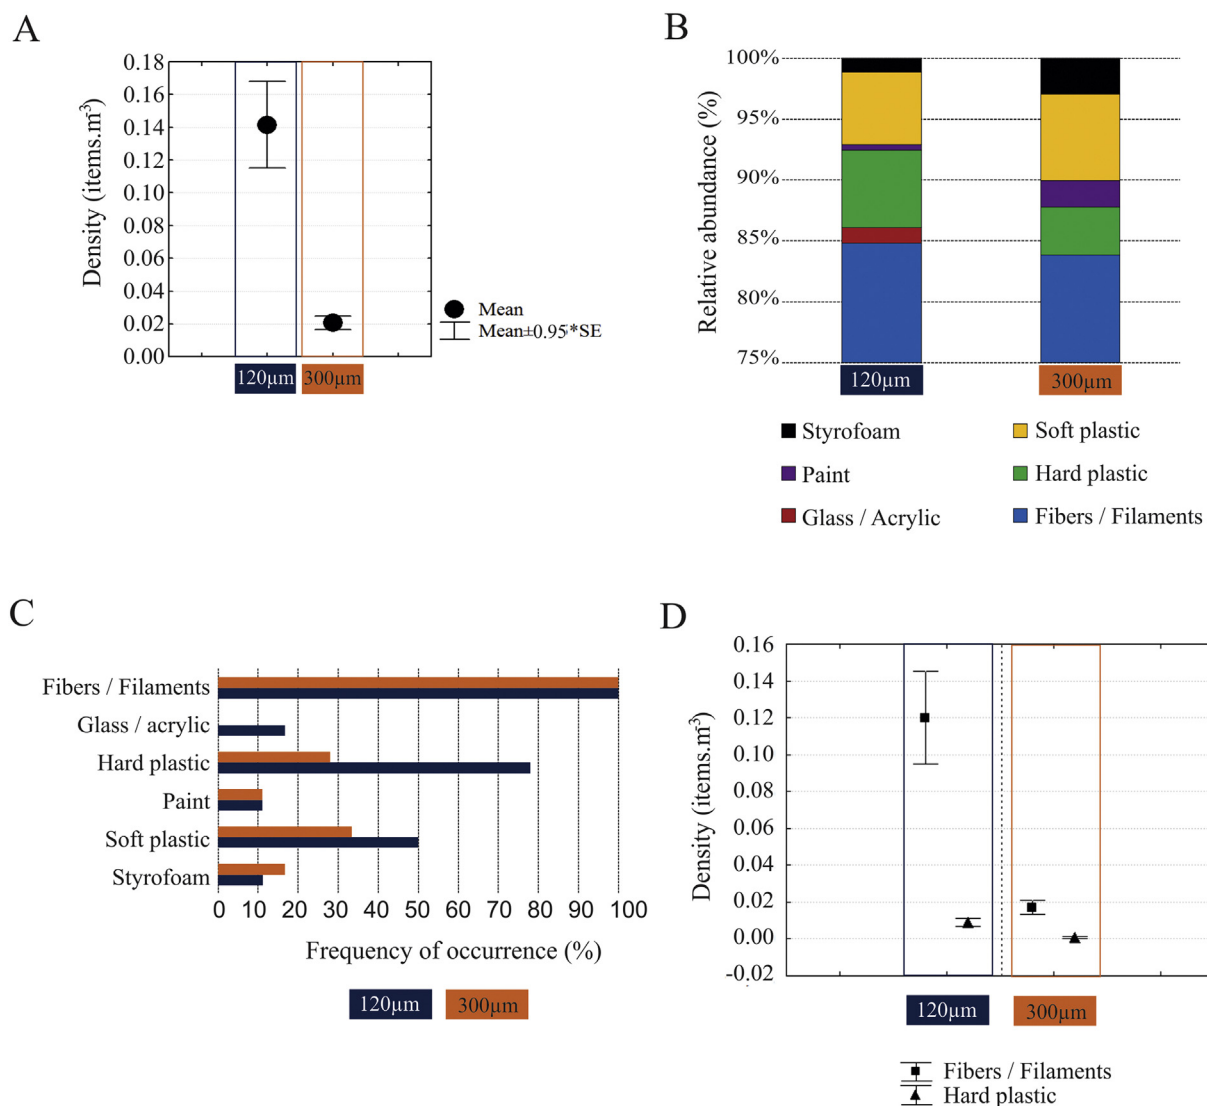 A
Density (items.m-3)
0.18
0.16
0.14
0.12
0.10
0.08
0.06
0.04
0.02
0.00
120µm
300µm
Mean
Mean±0.95*SE
B
Relative abundance (%)
100%
95%
90%
85%
80%
75%
120µm
300µm
Styrofoam
Soft plastic
Paint
Hard plastic
Glass / Acrylic
Fibers / Filaments
C
Fibers / Filaments
Glass / acrylic
Hard plastic
Paint
Soft plastic
Styrofoam
0 10 20 30 40 50 60 70 80 90 100
Frequency of occurrence (%)
120µm
300µm
D
Density (items.m3)
0.16
0.14
0.12
0.10
0.08
0.06
0.04
0.02
0.00
-0.02
120µm
300µm
Fibers / Filaments
Hard plastic